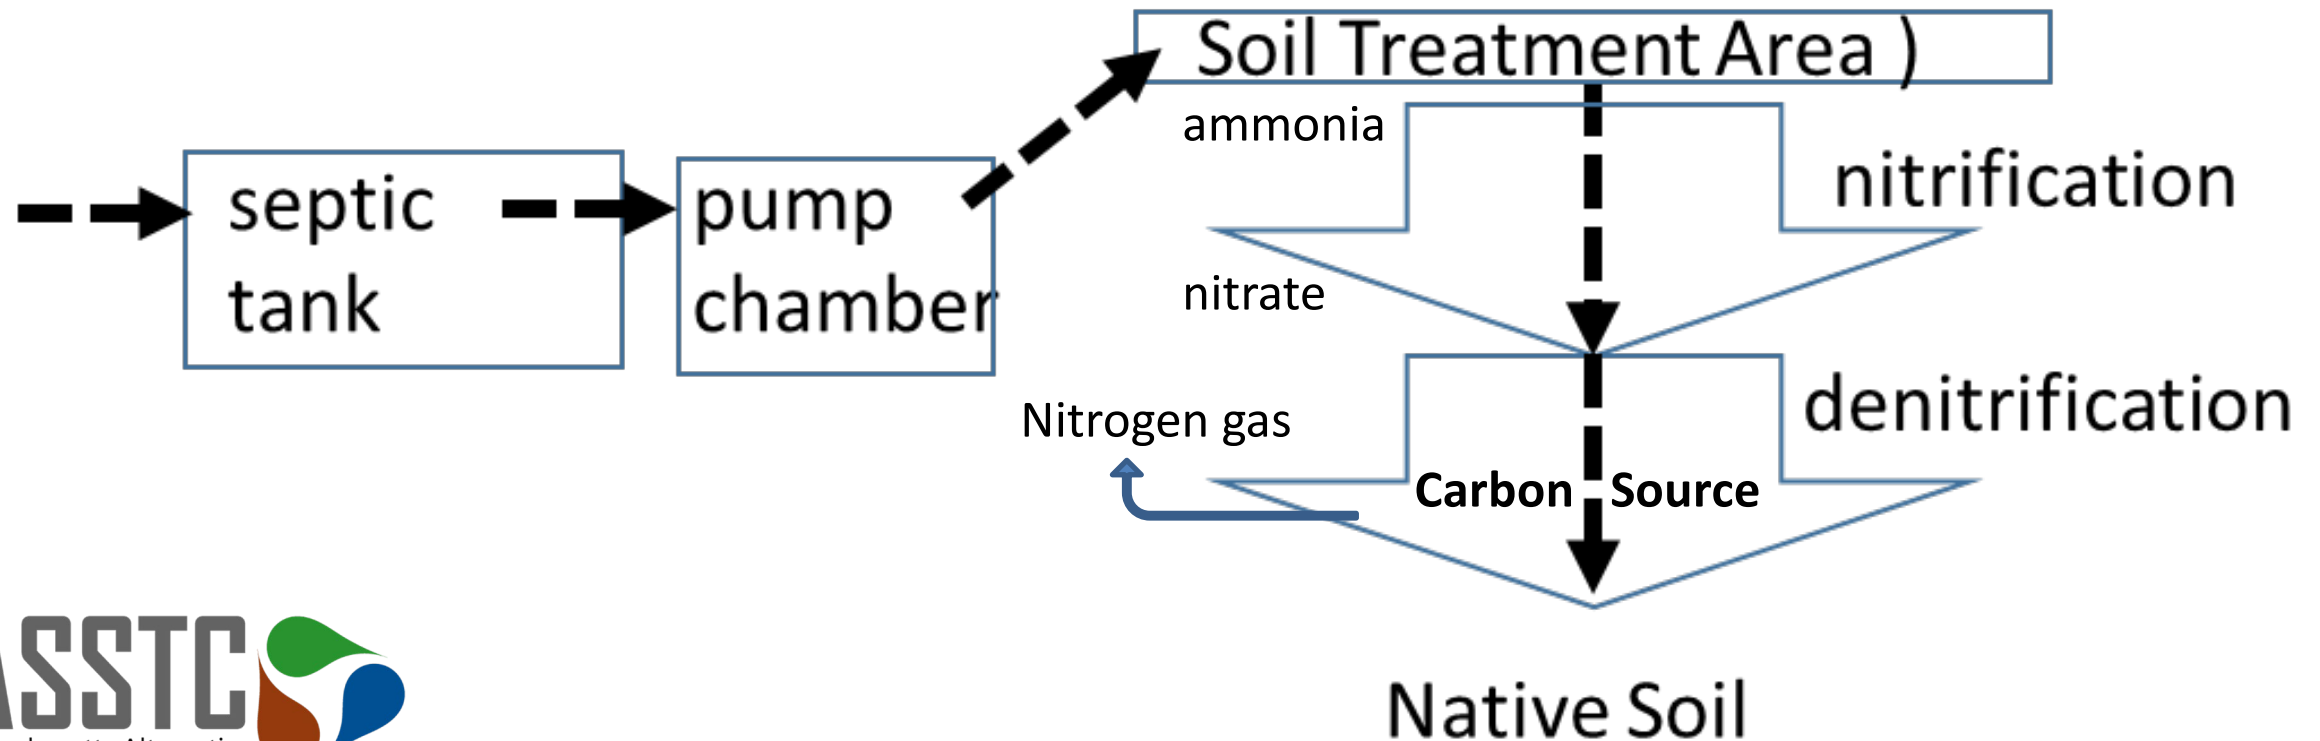 Soil Treatment Area )
ammonia
septic
tank
pump
chamber
nitrification
nitrate
denitrification
Nitrogen gas
Carbon Source
Native Soil
ASSTC